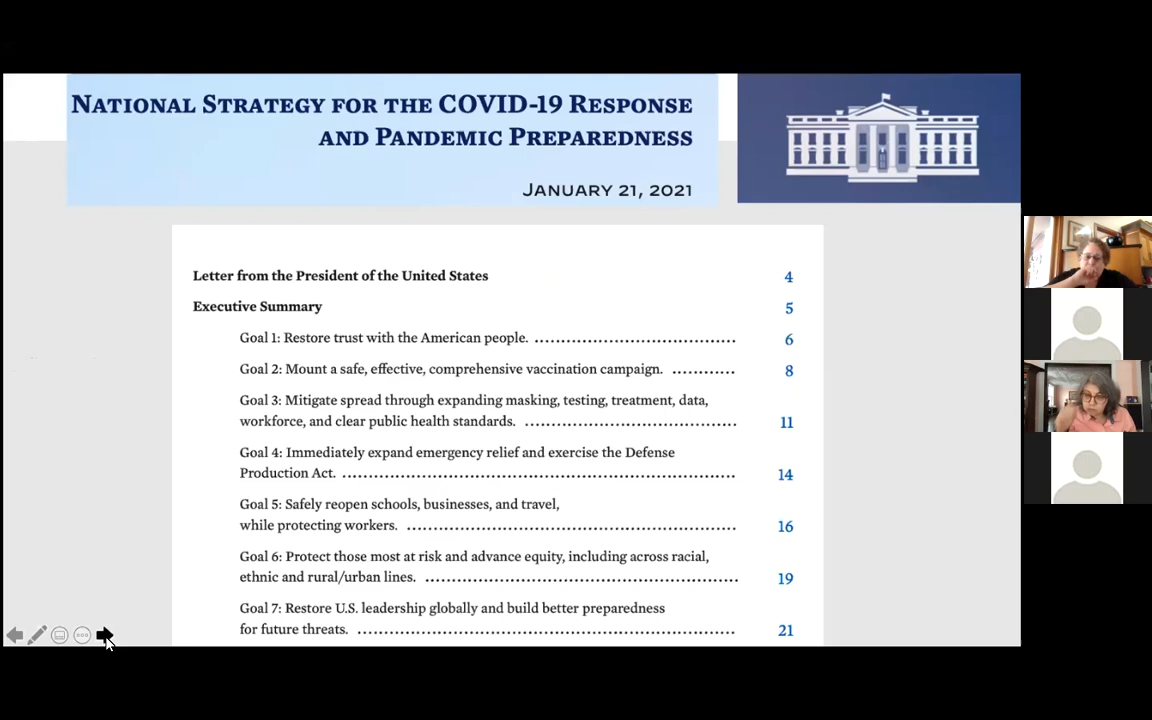 NATIONAL STRATEGY FOR THE COVID-19 RESPONSE
AND PANDEMIC PREPAREDNESS
JANUARY 21, 2021
Letter from the President of the United States 4
Executive Summary 5
Goal 1: Restore trust with the American people. ...................................... 6
Goal 2: Mount a safe, effective, comprehensive vaccination campaign. ............ 8
Goal 3: Mitigate spread through expanding masking, testing, treatment, data,
workforce, and clear public health standards. ........................................ 11
Goal 4: Immediately expand emergency relief and exercise the Defense
Production Act. ........................................................................... 14
Goal 5: Safely reopen schools, businesses, and travel,
while protecting workers. .............................................................. 16
Goal 6: Protect those most at risk and advance equity, including across racial,
ethnic and rural/urban lines. ........................................................... 19
Goal 7: Restore U.S. leadership globally and build better preparedness
for future threats. ........................................................................ 21